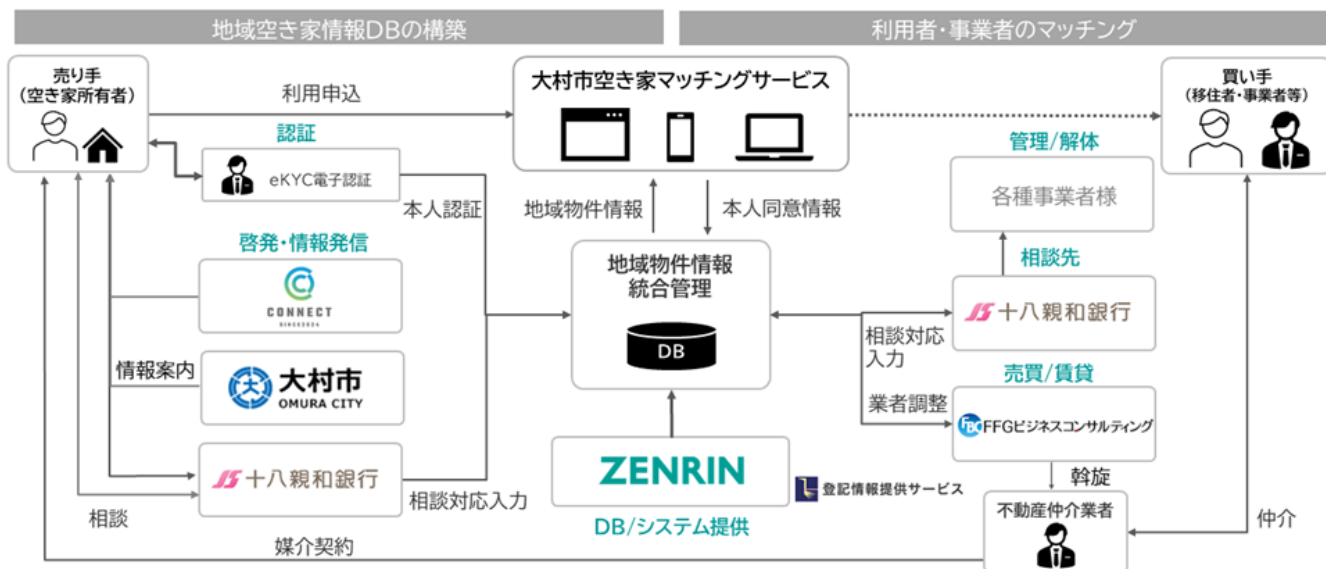 地域空き家情報DBの構築
利用者・事業者のマッチング
売り手
(空き家所有者)
利用申込
大村市空き家マッチングサービス
買い手
(移住者・事業者等)
認証
eKYC電子認証
本人認証
地域物件情報
本人同意情報
管理/解体
各種事業者様
啓発・情報発信
CONNECT
SINCE2024
地域物件情報
統合管理
DB
相談先
十八親和銀行
相談対応
入力
情報案内
大村市
OMURA CITY
売買/賃貸
業者調整
FBC
FFGビジネスコンサルティング
十八親和銀行
相談対応入力
ZENRIN
登記情報提供サービス
DB/システム提供
斡旋
不動産仲介業者
仲介
相談
媒介契約